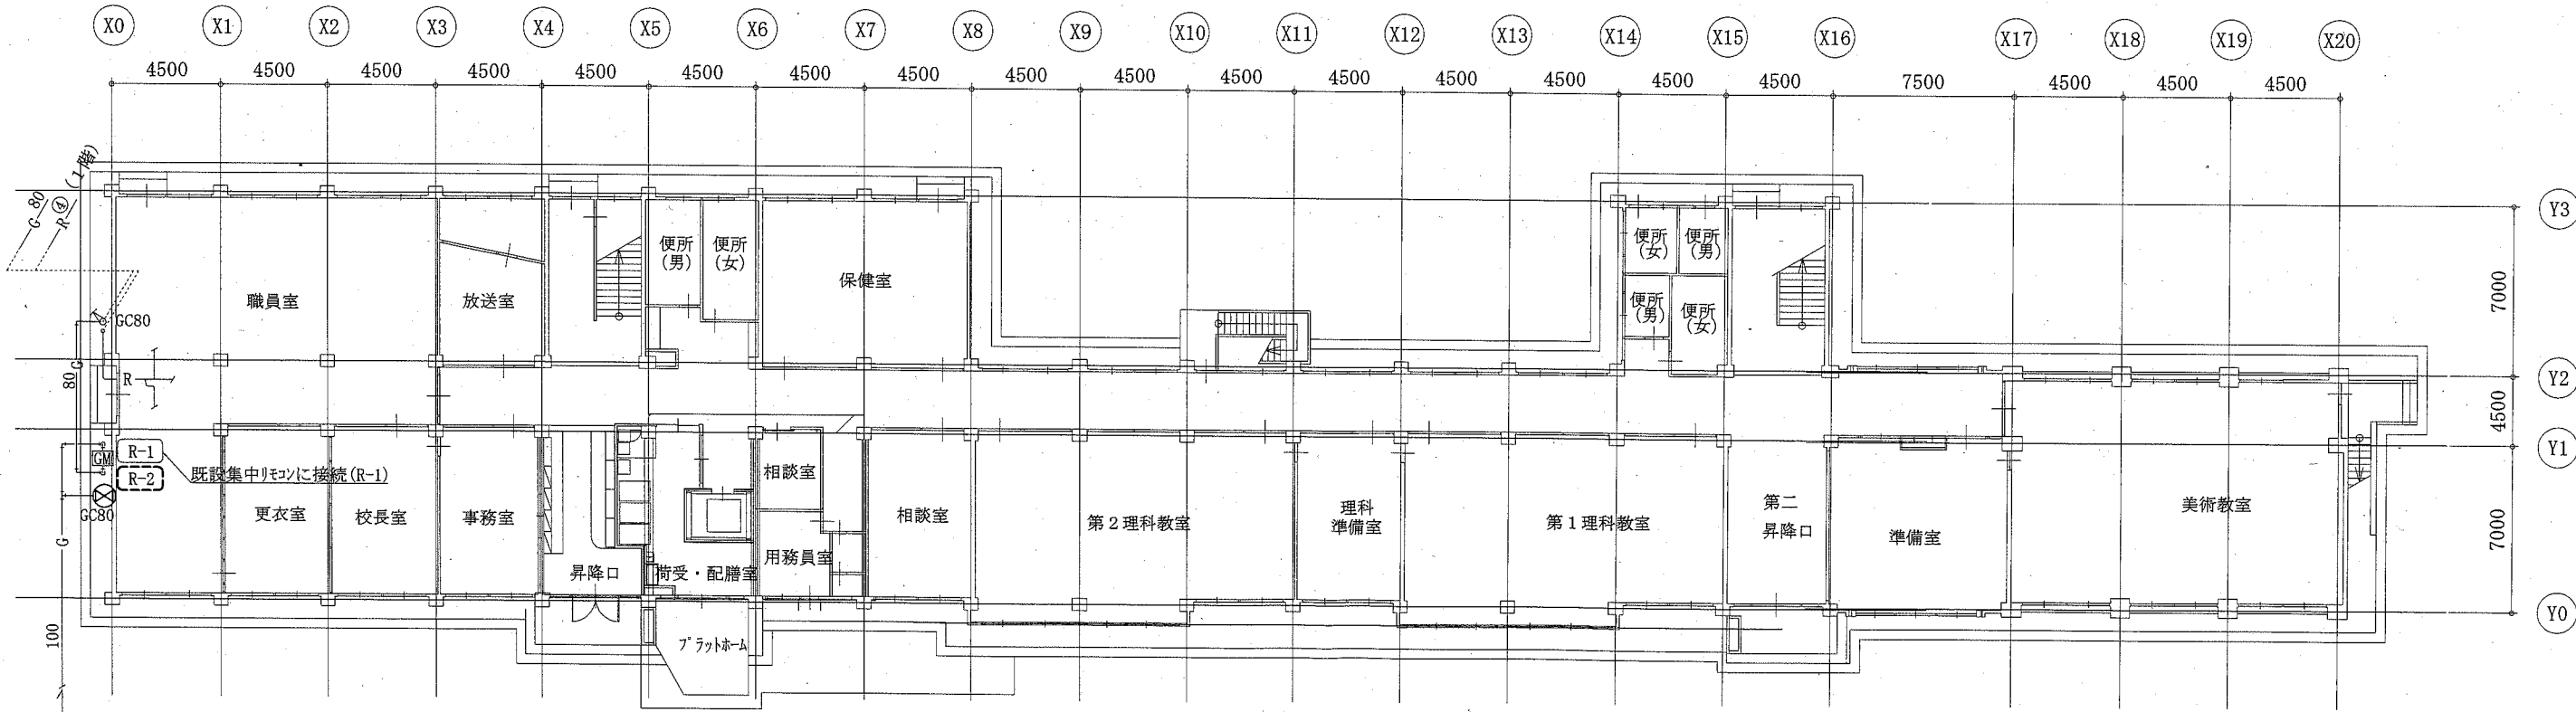 X0 X1 X2 X3 X4 X5 X6 X7 X8 X9 X10 X11 X12 X13 X14 X15 X16 X17 X18 X19 X20
4500 4500 4500 4500 4500 4500 4500 4500 4500 4500 4500 4500 4500 4500 4500 4500 7500 4500 4500 4500
G 80
R④ (1階)
Y3
便所
(男)
便所
(女)
便所
(女)
便所
(男)
職員室
放送室
保健室
便所
(男)
便所
(女)
7000
GC80
G
80
R
Y2
4500
Y1
R-1
GM
R-2
既設集中リモコンに接続(R-1)
GC80
G
更衣室
校長室
事務室
昇降口
荷受・配膳室
相談室
用務員室
相談室
第2理科教室
理科
準備室
第1理科教室
第二
昇降口
準備室
美術教室
7000
Y0
100
プラットホーム